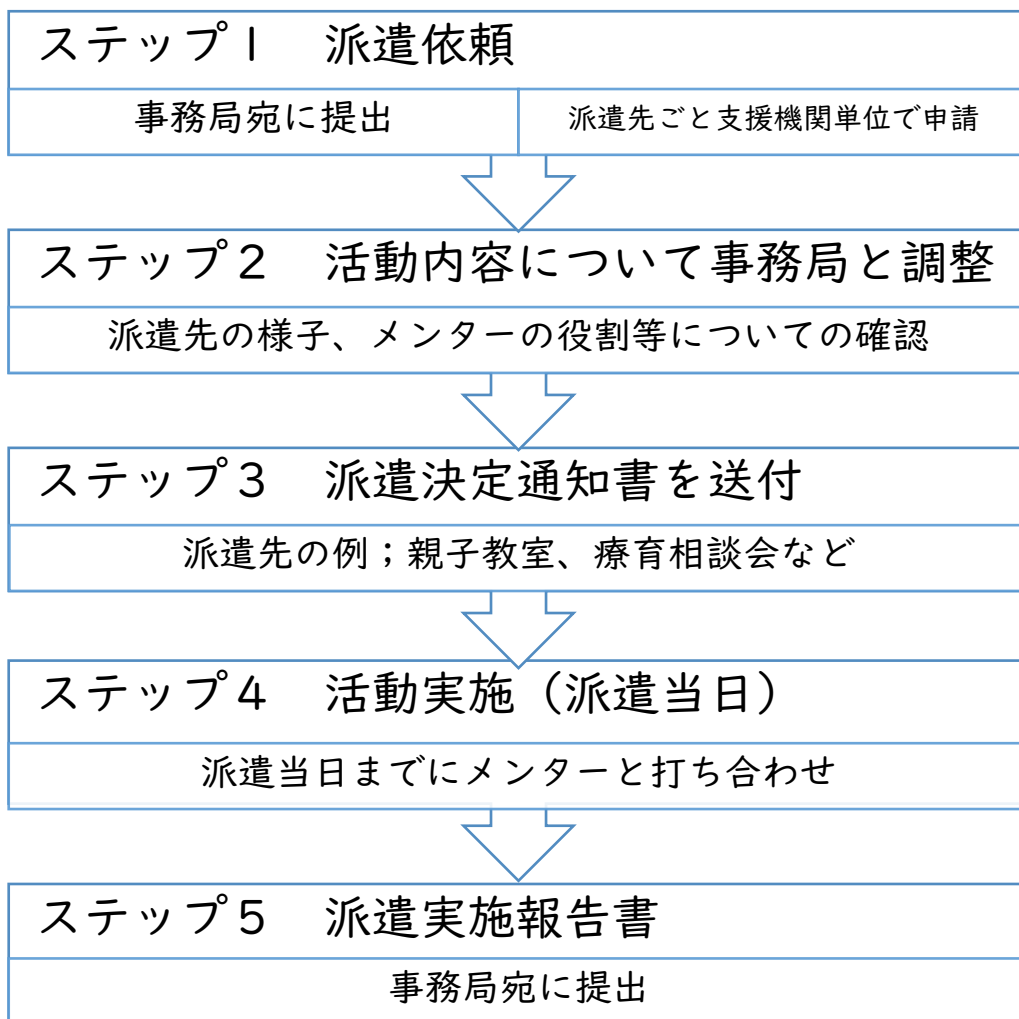 ステップ１　派遣依頼
事務局宛に提出
派遣先ごと支援機関単位で申請
ステップ２　活動内容について事務局と調整
派遣先の様子、メンターの役割等についての確認
ステップ３　派遣決定通知書を送付
派遣先の例；親子教室、療育相談会など
ステップ４　活動実施（派遣当日）
派遣当日までにメンターと打ち合わせ
ステップ５　派遣実施報告書
事務局宛に提出